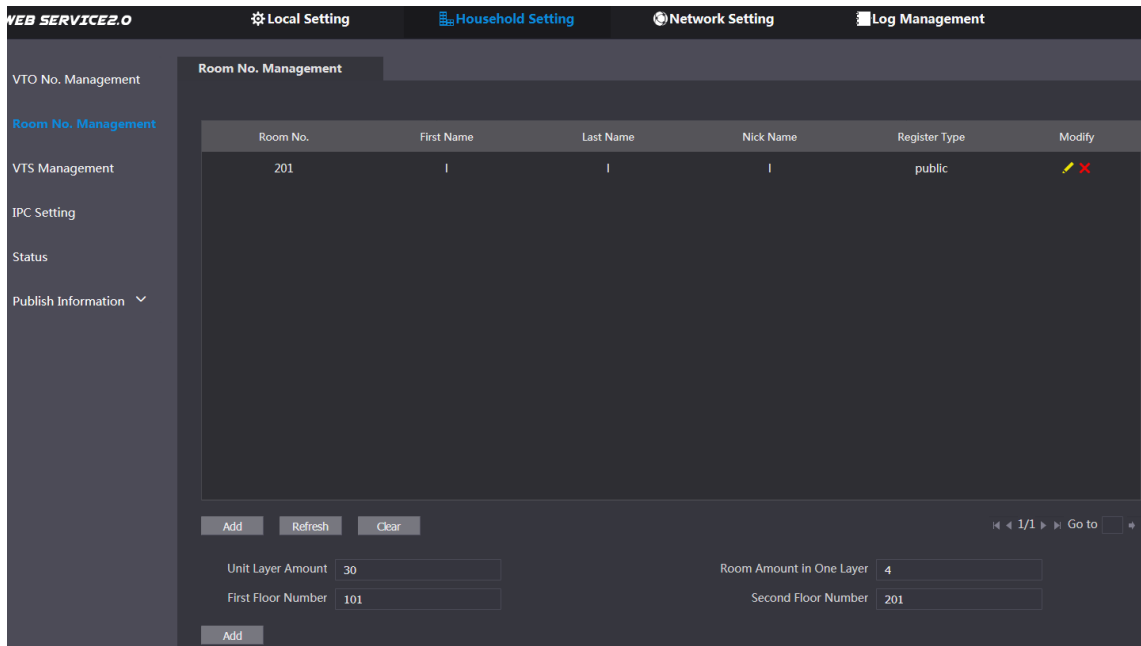 WEB SERVICE2.0
Local Setting
Household Setting
Network Setting
Log Management
VTO No. Management
Room No. Management
VTS Management
IPC Setting
Status
Publish Information
Room No. Management
Room No. First Name Last Name Nick Name Register Type Modify
201 l l l public
Add Refresh Clear
1/1 Go to
Unit Layer Amount 30 Room Amount in One Layer 4
First Floor Number 101 Second Floor Number 201
Add